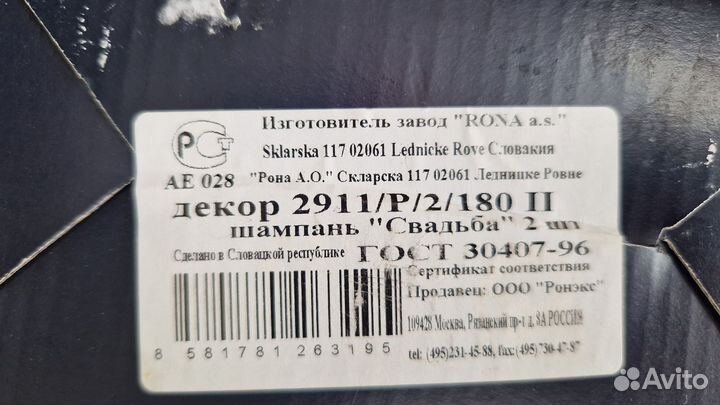 Изготовитель завод "RONA a.s."
Sklarska 117 02061 Lednicke Rove Словакия
АЕ 028 "Рона А.О." Скларска 117 02061 Ледницке Ровне
декор 2911/P/2/180 П
шампань "Свадьба" 2 шт
Сделано в Словацкой республике ГОСТ 30407-96
Сертификат соответствия
Продавец: ООО "Ронэкс"
109428 Москва, Рязанский пр-т д. 8А РОССИЯ
8 581781 263195
tel: (495)231-45-88, fax:(495)730-47-87
Avito